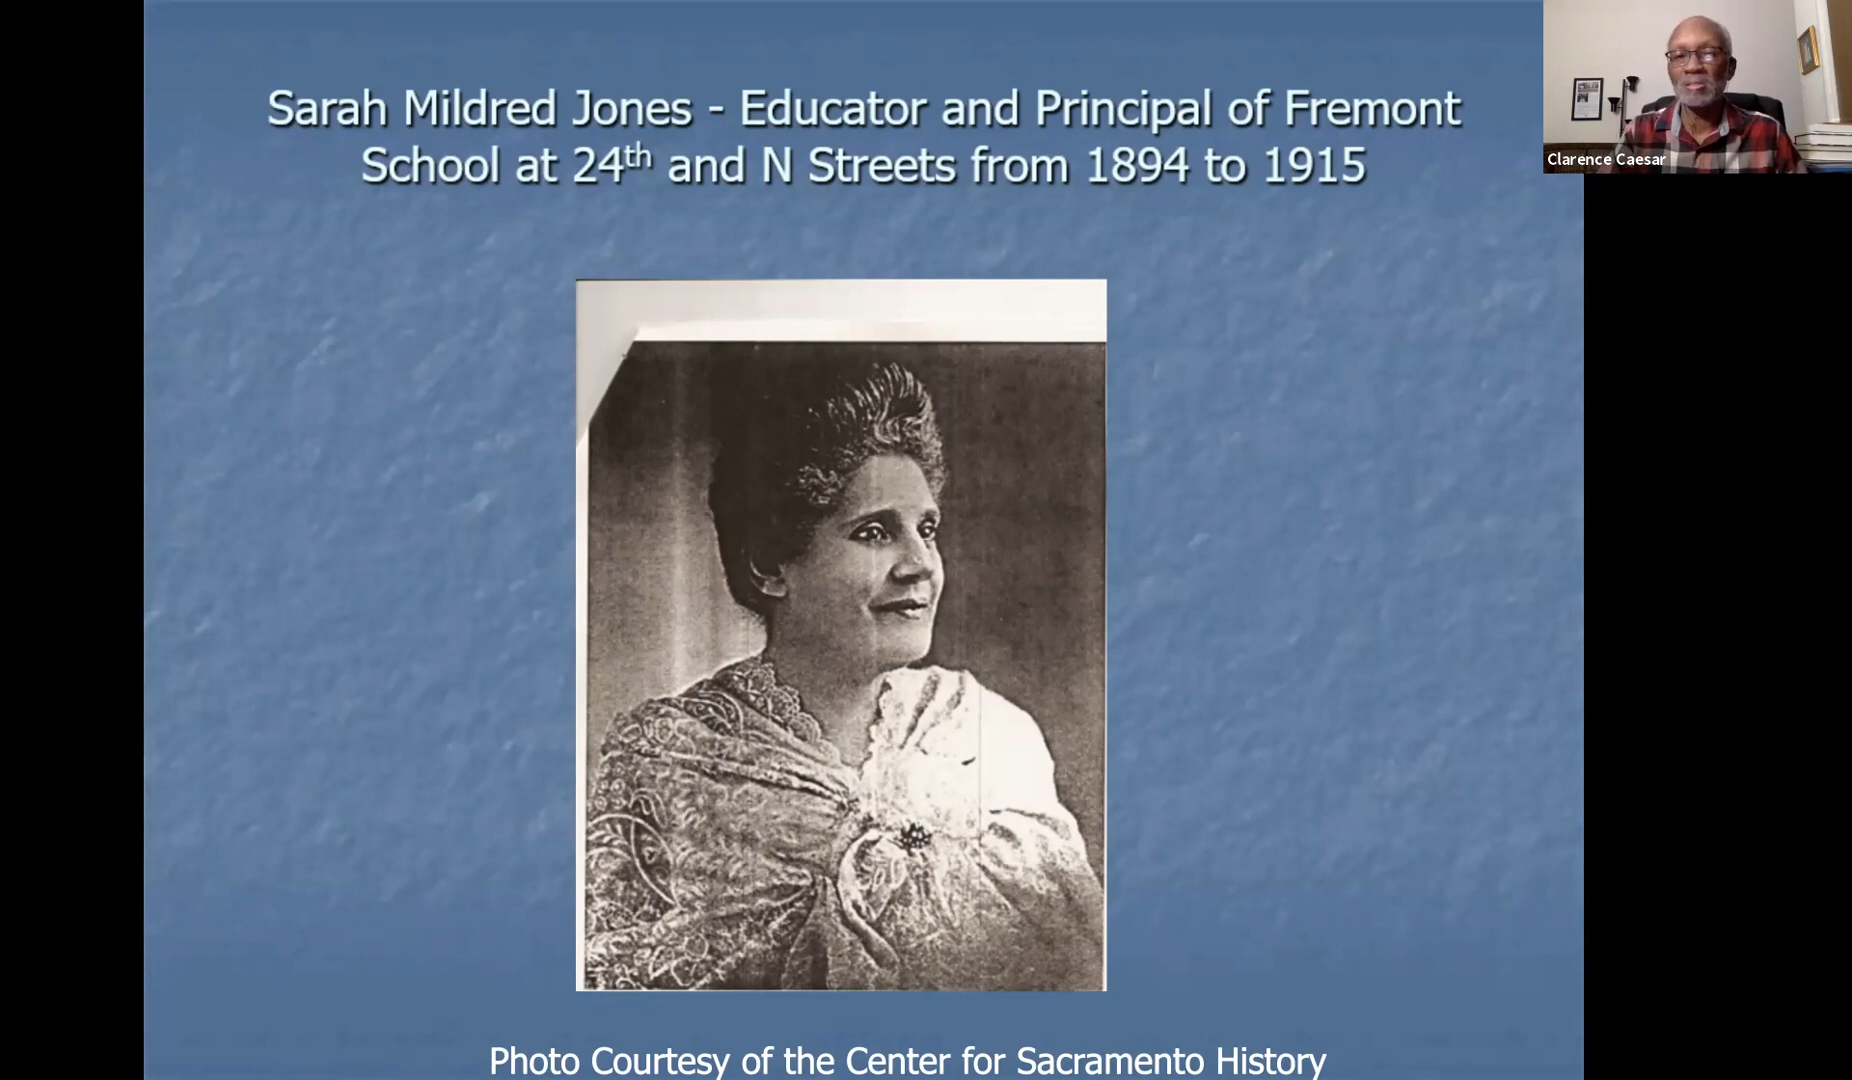 Sarah Mildred Jones - Educator and Principal of Fremont
School at 24th and N Streets from 1894 to 1915
Clarence Caesar
Photo Courtesy of the Center for Sacramento History